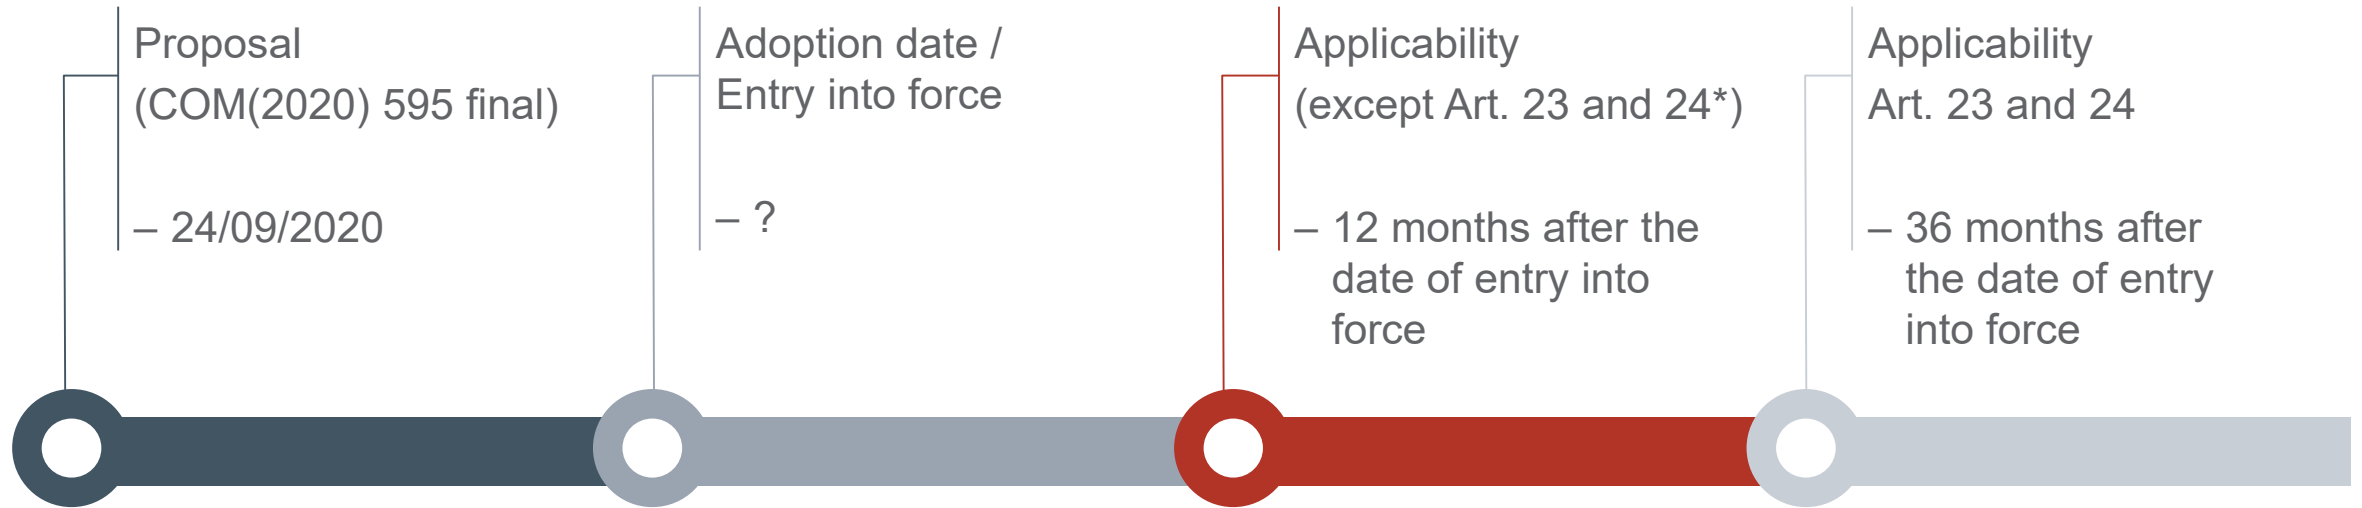 Proposal
(COM(2020) 595 final)
– 24/09/2020
Adoption date /
Entry into force
– ?
Applicability
(except Art. 23 and 24*)
– 12 months after the
date of entry into
force
Applicability
Art. 23 and 24
– 36 months after
the date of entry
into force